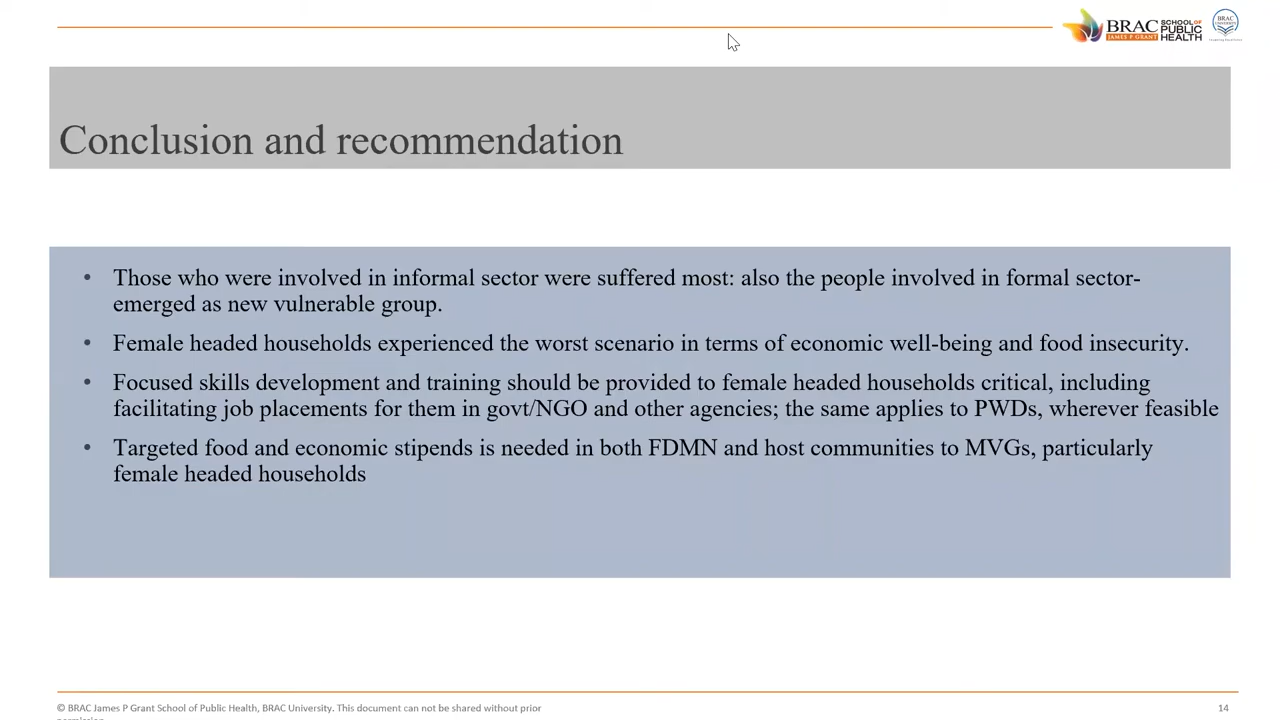 BRAC SCHOOL OF PUBLIC HEALTH
JAMES P GRANT
BRAC UNIVERSITY
Conclusion and recommendation
• Those who were involved in informal sector were suffered most: also the people involved in formal sector-
emerged as new vulnerable group.
• Female headed households experienced the worst scenario in terms of economic well-being and food insecurity.
• Focused skills development and training should be provided to female headed households critical, including
facilitating job placements for them in govt/NGO and other agencies; the same applies to PWDs, wherever feasible
• Targeted food and economic stipends is needed in both FDMN and host communities to MVGs, particularly
female headed households
© BRAC James P Grant School of Public Health, BRAC University. This document can not be shared without prior
14